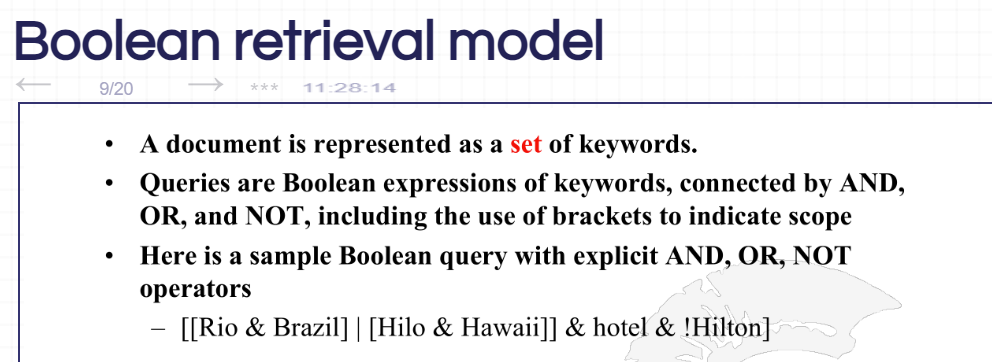 Boolean retrieval model
← 9/20 → *** 11:28:14
• A document is represented as a set of keywords.
• Queries are Boolean expressions of keywords, connected by AND,
OR, and NOT, including the use of brackets to indicate scope
• Here is a sample Boolean query with explicit AND, OR, NOT
operators
– [[Rio & Brazil] | [Hilo & Hawaii]] & hotel & !Hilton]